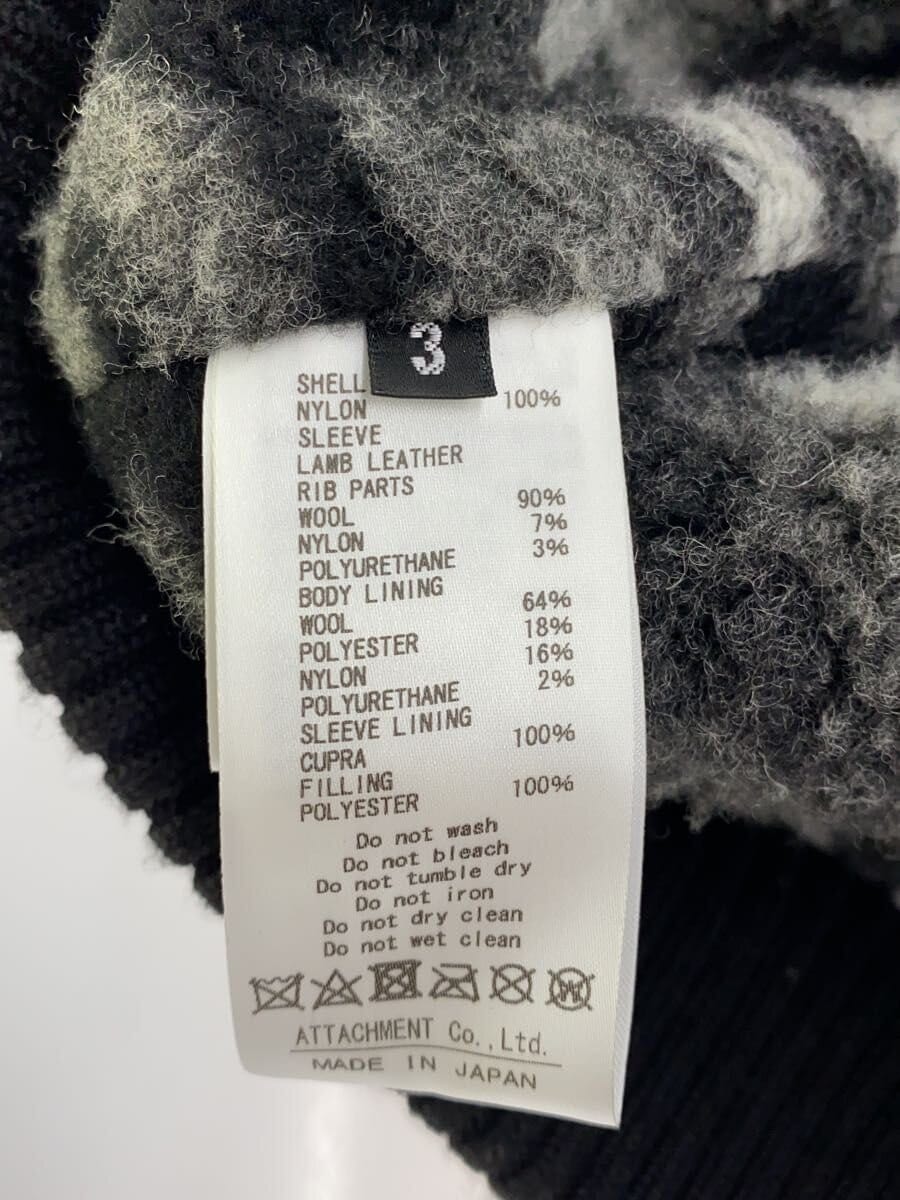 3
SHELL
NYLON 100%
SLEEVE
LAMB LEATHER
RIB PARTS
WOOL 90%
NYLON 7%
POLYURETHANE 3%
BODY LINING
WOOL 64%
POLYESTER 18%
NYLON 16%
POLYURETHANE 2%
SLEEVE LINING
CUPRA 100%
FILLING
POLYESTER 100%
Do not wash
Do not bleach
Do not tumble dry
Do not iron
Do not dry clean
Do not wet clean
W
ATTACHMENT Co.,Ltd.
MADE IN JAPAN